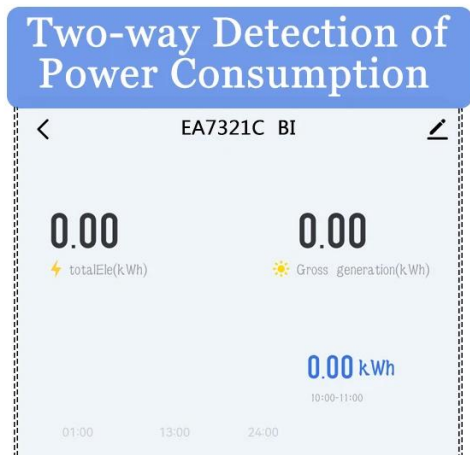 Two-way Detection of
Power Consumption
EA7321C BI
0.00 0.00
totalEle(kWh) Gross generation(kWh)
0.00 kWh
10:00-11:00
01:00 13:00 24:00